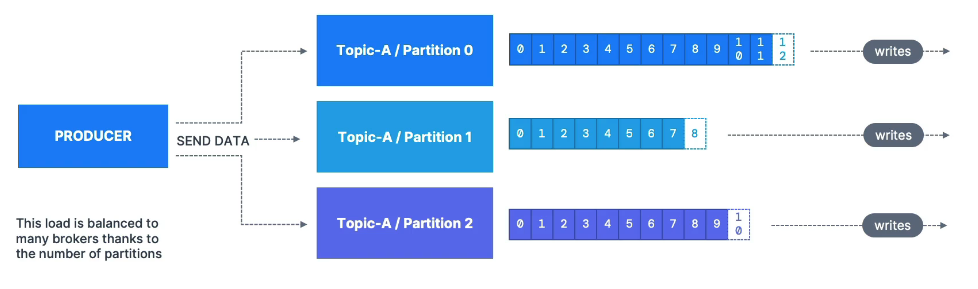 Topic-A / Partition 0
0 1 2 3 4 5 6 7 8 9 10 11 12
writes
PRODUCER
SEND DATA
Topic-A / Partition 1
0 1 2 3 4 5 6 7 8
writes
Topic-A / Partition 2
0 1 2 3 4 5 6 7 8 9 10
writes
This load is balanced to
many brokers thanks to
the number of partitions